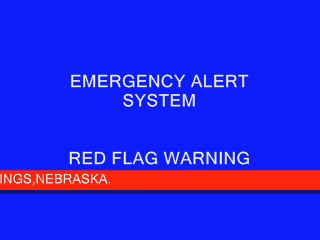 EMERGENCY ALERT
SYSTEM
RED FLAG WARNING
INGS,NEBRASKA.